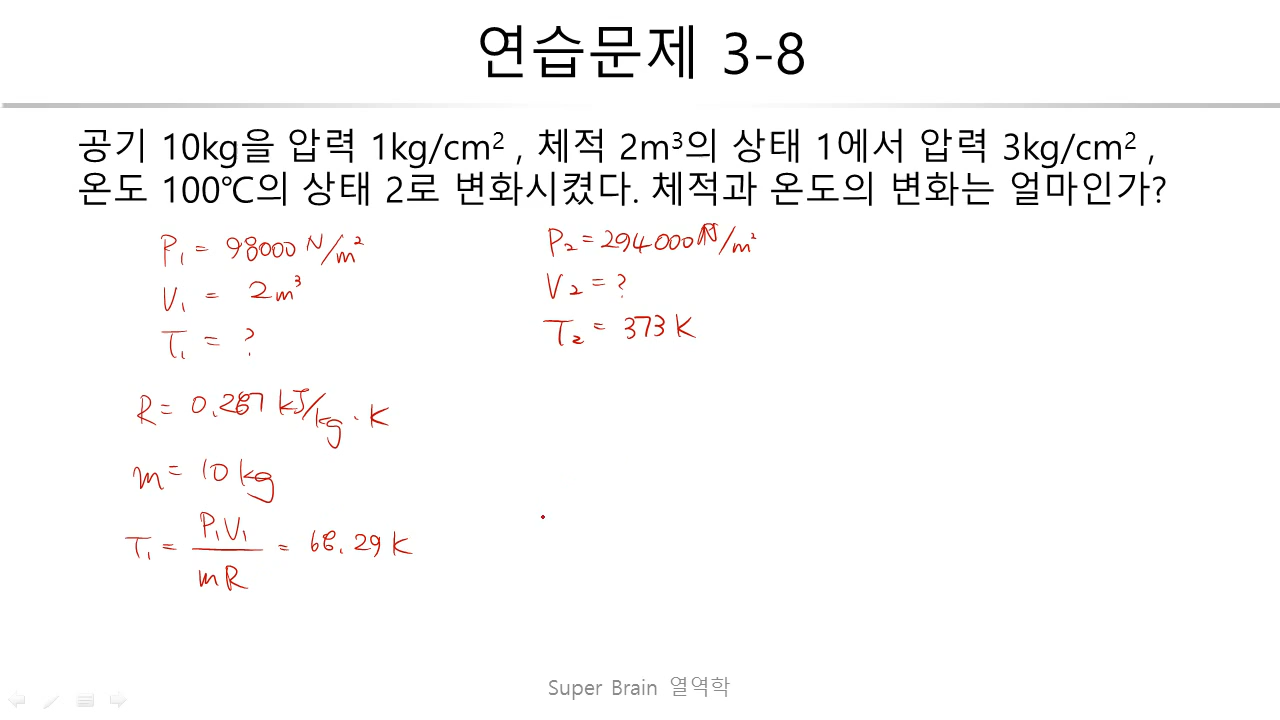 연습문제 3-8
공기 10kg을 압력 1kg/cm² , 체적 2m³의 상태 1에서 압력 3kg/cm² ,
온도 100℃의 상태 2로 변화시켰다. 체적과 온도의 변화는 얼마인가?
P₁ = 98000 N/m²
V₁ = 2m³
T₁ = ?
P₂ = 294000 N/m²
V₂ = ?
T₂ = 373 K
R = 0.287 kJ/kg · K
m = 10 kg
T₁ = P₁V₁/mR = 68.29 K
Super Brain 열역학